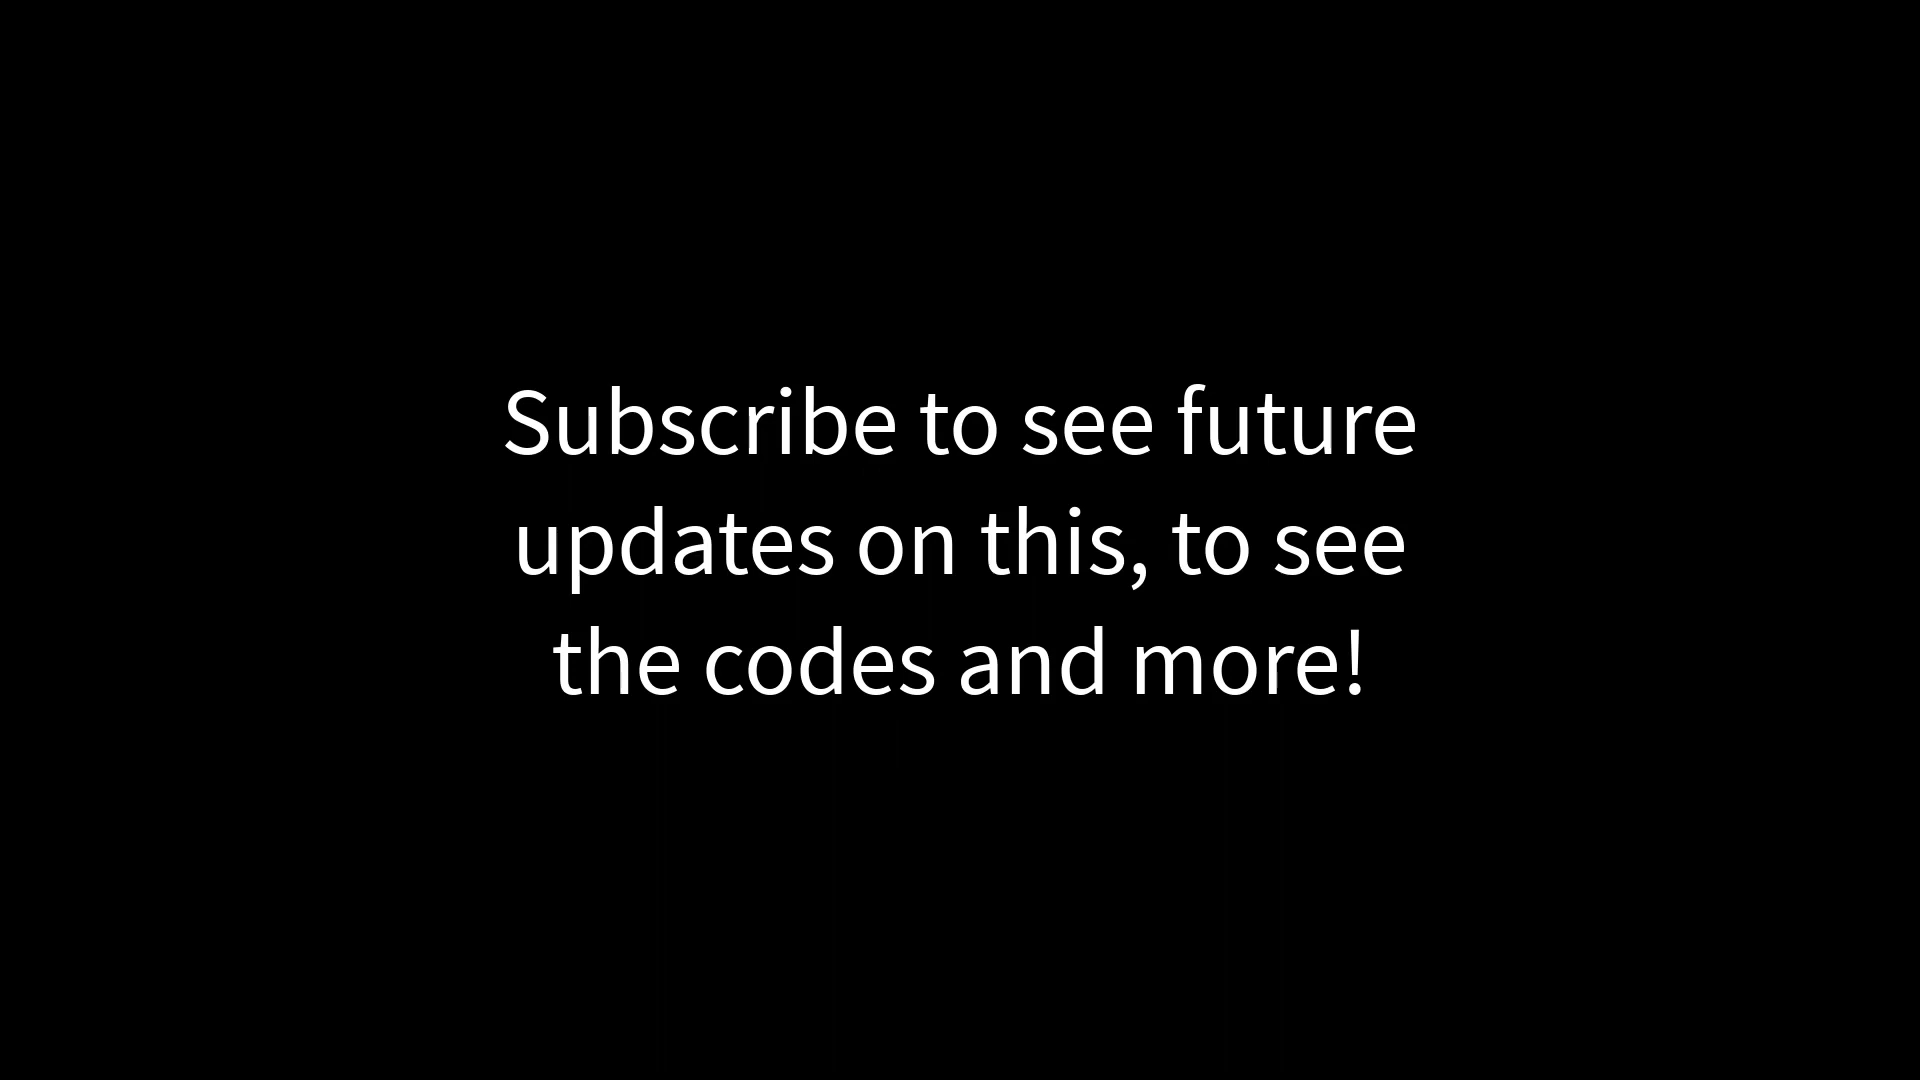 Subscribe to see future
updates on this, to see
the codes and more!